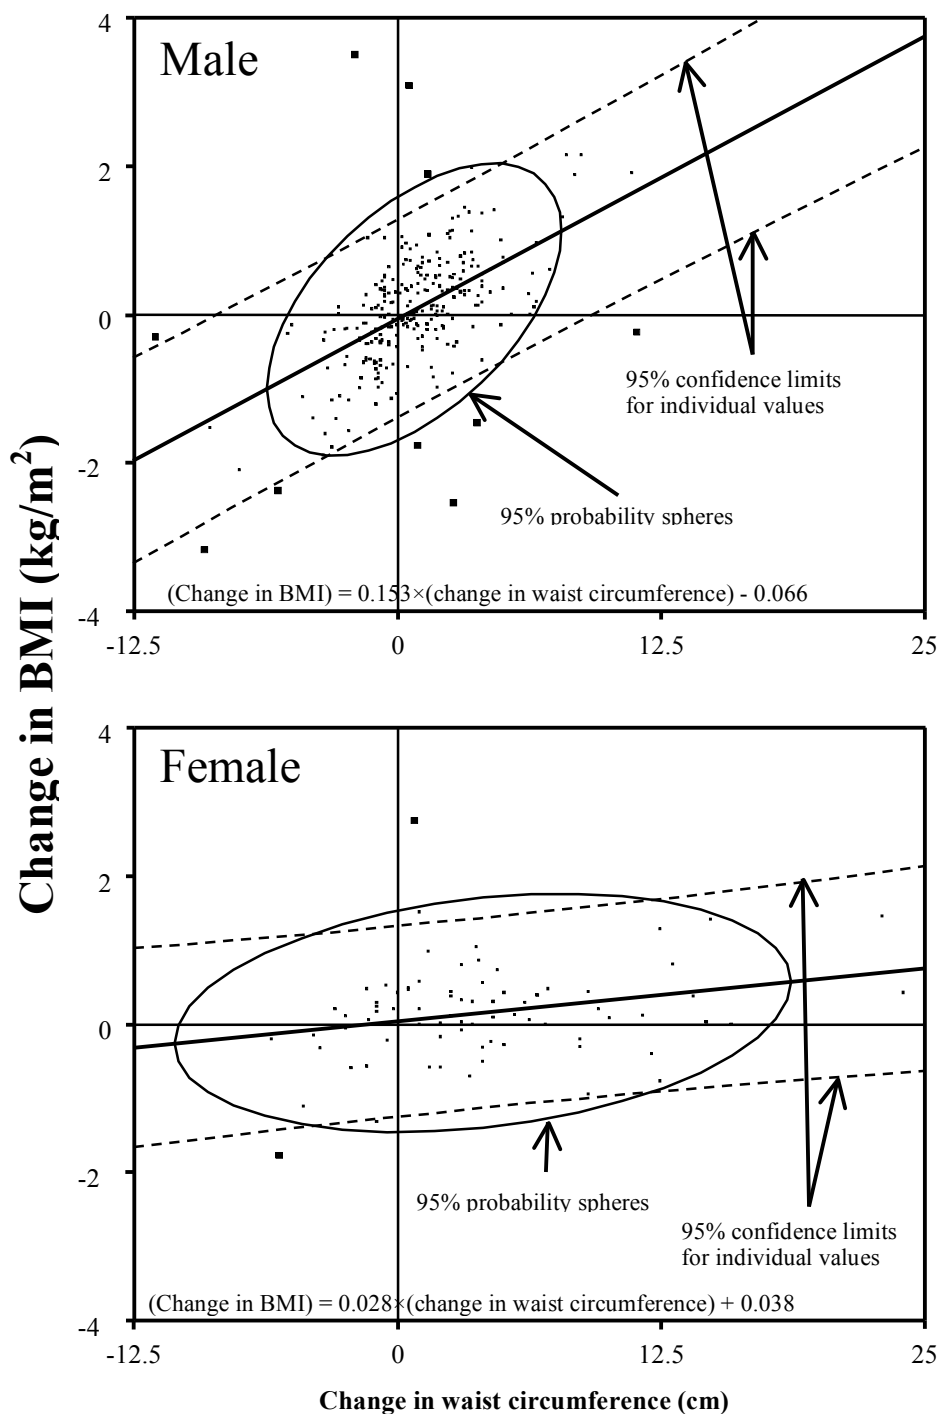 Change in BMI (kg/m²)
4
Male
2
0
95% confidence limits
for individual values
-2
95% probability spheres
(Change in BMI) = 0.153×(change in waist circumference) - 0.066
-4
-12.5 0 12.5 25
4
Female
2
0
-2
95% probability spheres
95% confidence limits
for individual values
(Change in BMI) = 0.028×(change in waist circumference) + 0.038
-4
-12.5 0 12.5 25
Change in waist circumference (cm)